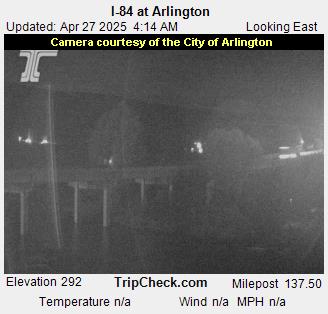 I-84 at Arlington
Updated: Apr 27 2025 4:14 AM Looking East
Camera courtesy of the City of Arlington
Elevation 292 TripCheck.com Milepost 137.50
Temperature n/a Wind n/a MPH n/a